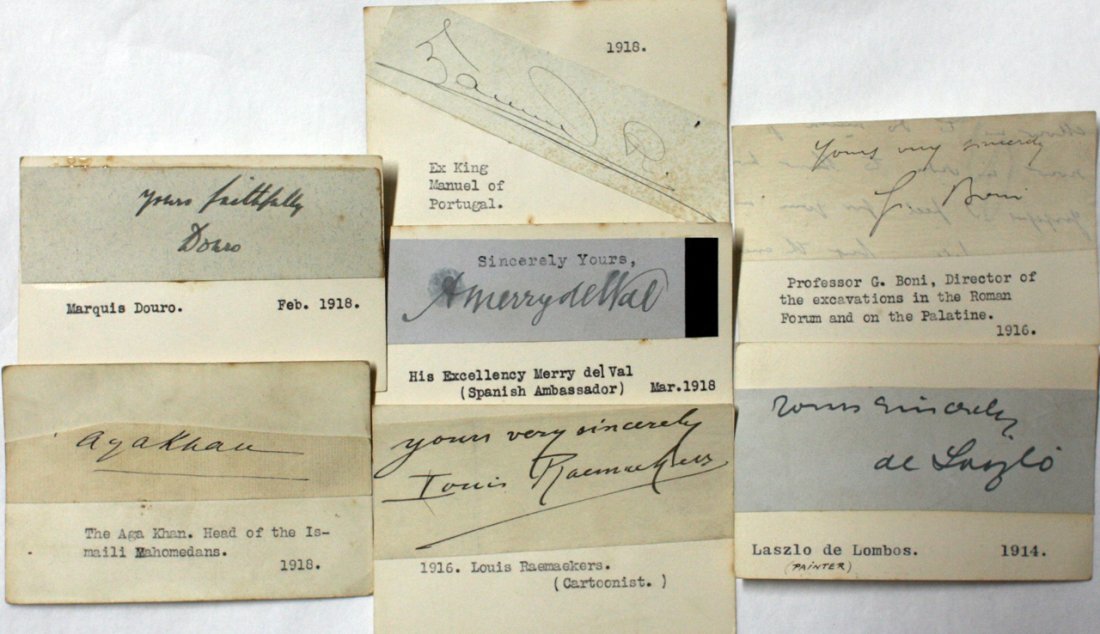 1918.
Manuel R
Ex King
Manuel of
Portugal.
yours faithfully
Douro
Marquis Douro. Feb. 1918.
Sincerely Yours,
A Merry del Val
His Excellency Merry del Val
(Spanish Ambassador) Mar.1918
Yours very sincerely
G. Boni
Professor G. Boni, Director of
the excavations in the Roman
Forum and on the Palatine.
1916.
Aga Khan
The Aga Khan. Head of the Is-
maili Mahomedans.
1918.
yours very sincerely
Louis Raemaekers
1916. Louis Raemaekers.
(Cartoonist. )
Yours sincerely
de László
Laszlo de Lombos. 1914.
(PAINTER)